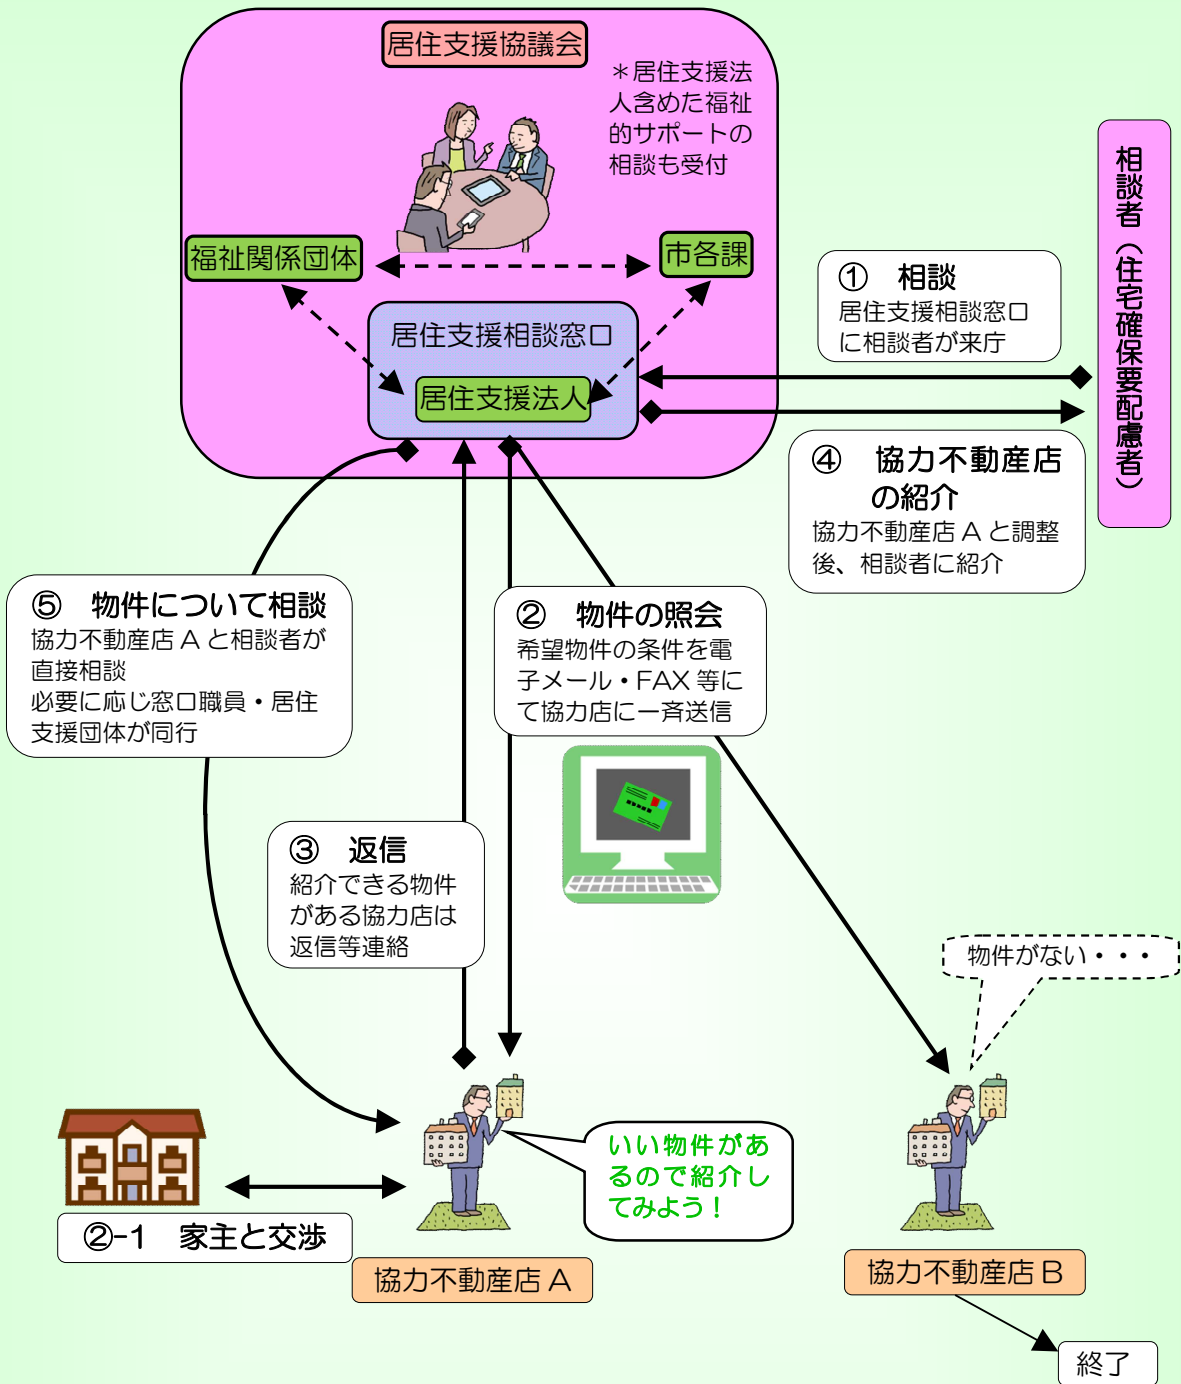 居住支援協議会
＊居住支援法
人含めた福祉
的サポートの
相談も受付
福祉関係団体
市各課
居住支援相談窓口
居住支援法人
相談者（住宅確保要配慮者）
① 相談
居住支援相談窓口
に相談者が来庁
④ 協力不動産店
の紹介
協力不動産店 A と調整
後、相談者に紹介
⑤ 物件について相談
協力不動産店 A と相談者が
直接相談
必要に応じ窓口職員・居住
支援団体が同行
② 物件の照会
希望物件の条件を電
子メール・FAX 等に
て協力店に一斉送信
③ 返信
紹介できる物件
がある協力店は
返信等連絡
物件がない・・・
いい物件があ
るので紹介し
てみよう！
②-1 家主と交渉
協力不動産店 A
協力不動産店 B
終了